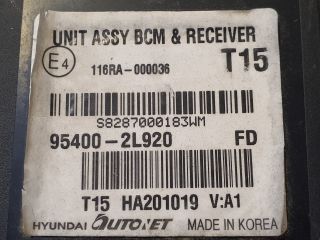 UNIT ASSY BCM & RECEIVER
E4 116RA-000036 T15
S8287000183WM
95400-2L920 FD
T15 HA201019 V:A1
HYUNDAI AUTONET MADE IN KOREA